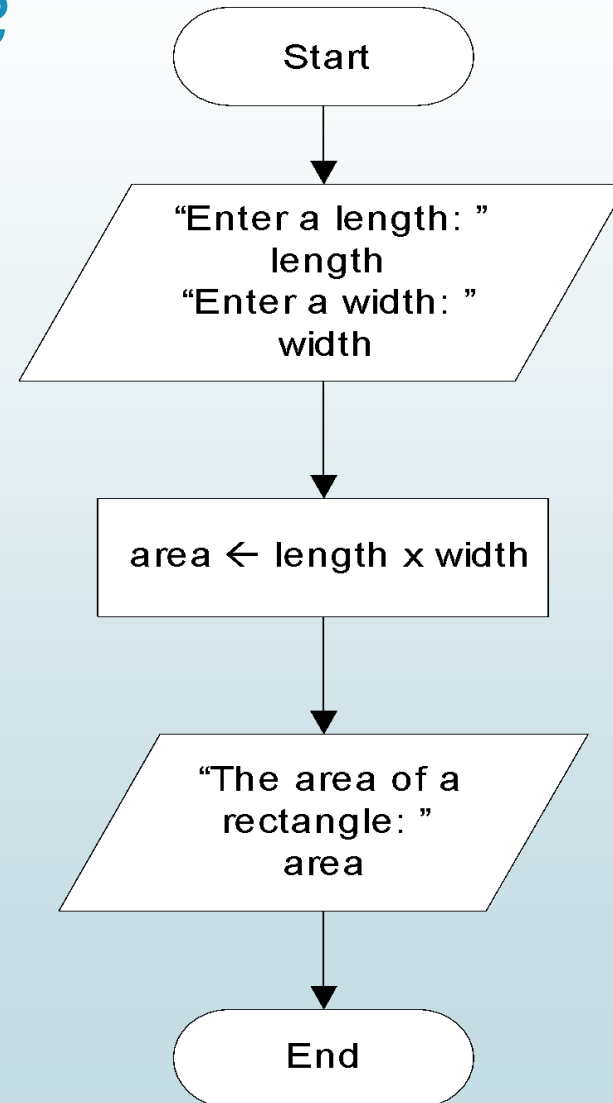 Start
“Enter a length: ”
length
“Enter a width: ”
width
area ← length x width
“The area of a
rectangle: ”
area
End